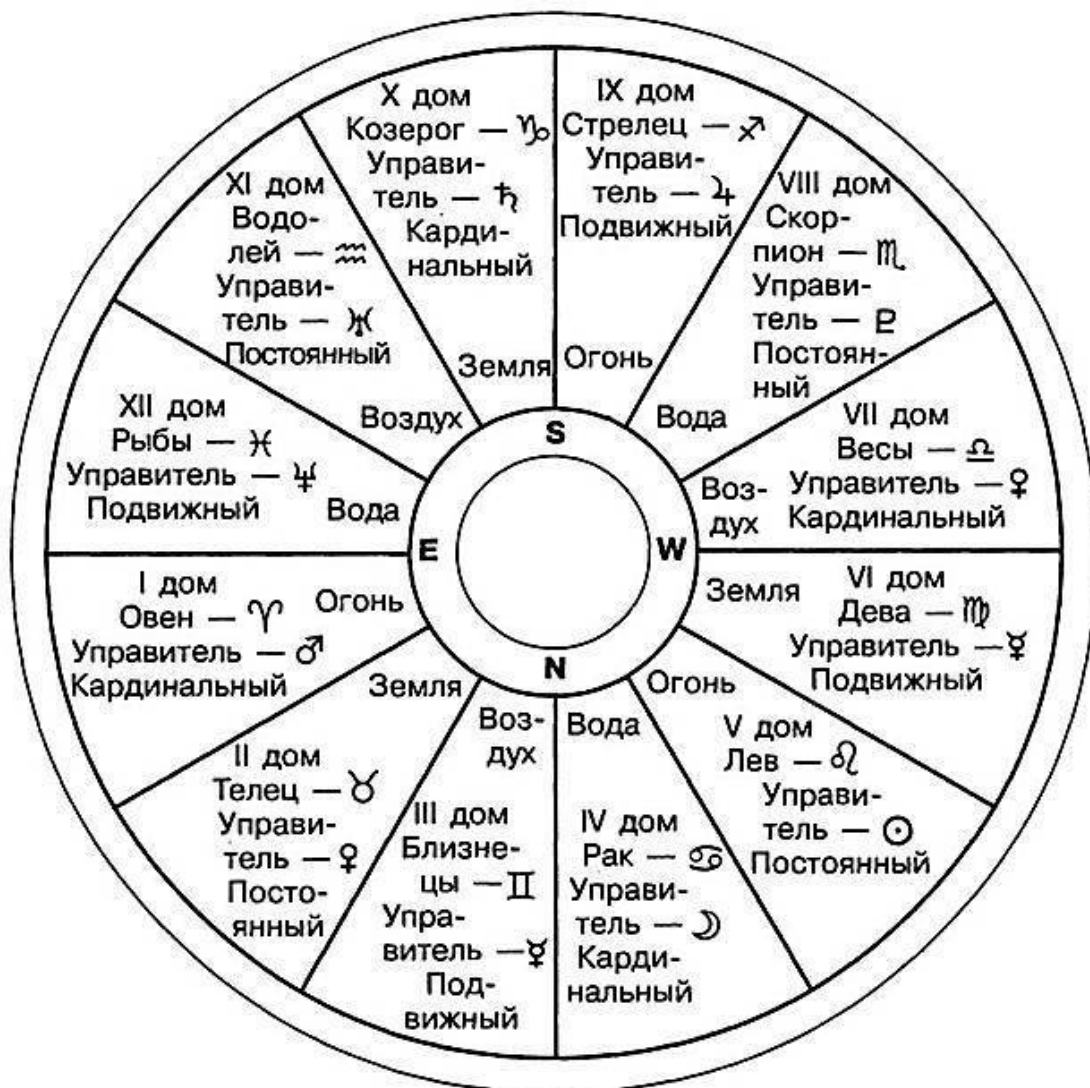 X дом
Козерог — ♑
Управи-
тель — ♄
Карди-
нальный
Земля
IX дом
Стрелец — ♐
Управи-
тель — ♃
Подвижный
Огонь
VIII дом
Скор-
пион — ♏
Управи-
тель — ♇
Постоян-
ный
Вода
VII дом
Весы — ♎
Управитель — ♀
Кардинальный
Воз-
дух
VI дом
Дева — ♍
Управитель — ☿
Подвижный
Земля
V дом
Лев — ♌
Управи-
тель — ☉
Постоянный
Огонь
IV дом
Рак — ♋
Управи-
тель — ☽
Карди-
нальный
Вода
III дом
Близне-
цы — ♊
Упра-
витель — ☿
Под-
вижный
Воз-
дух
II дом
Телец — ♉
Управи-
тель — ♀
Посто-
янный
Земля
I дом
Овен — ♈
Управитель — ♂
Кардинальный
Огонь
XII дом
Рыбы — ♓
Управитель — ♆
Подвижный
Вода
XI дом
Водо-
лей — ♒
Управи-
тель — ♅
Постоянный
Воздух
S
E
W
N